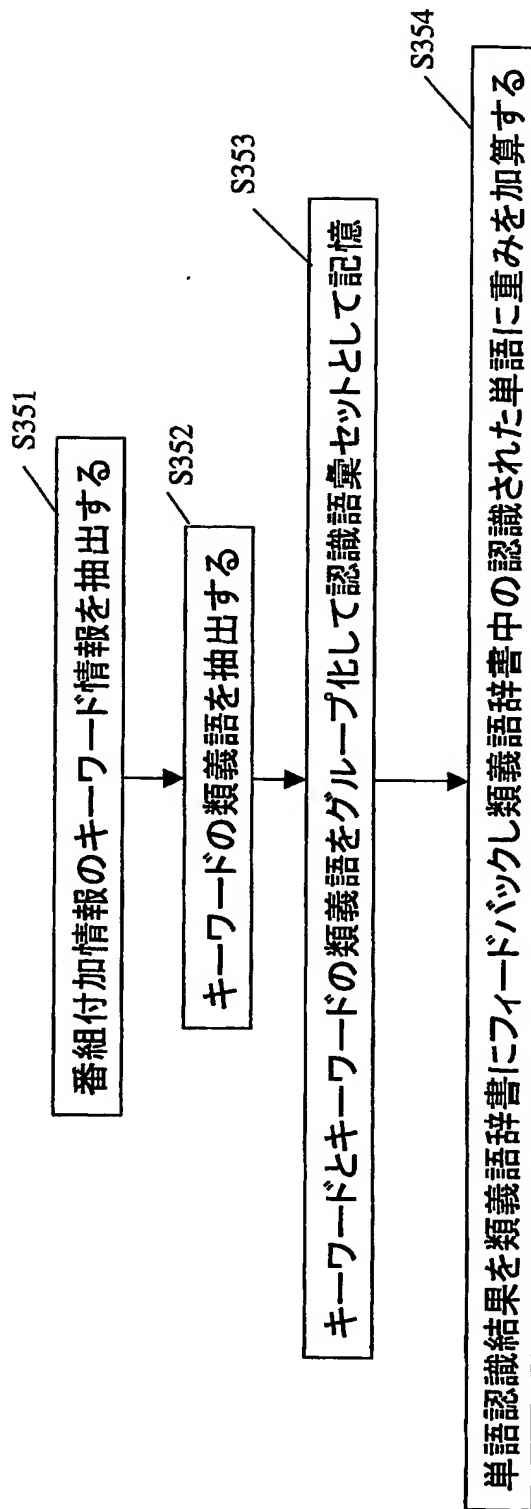 S351
番組付加情報のキーワード情報を抽出する
S352
キーワードの類義語を抽出する
S353
キーワードとキーワードの類義語をグループ化して認識語彙セットとして記憶
S354
単語認識結果を類義語辞書にフィードバックし類義語辞書中の認識された単語に重みを加算する